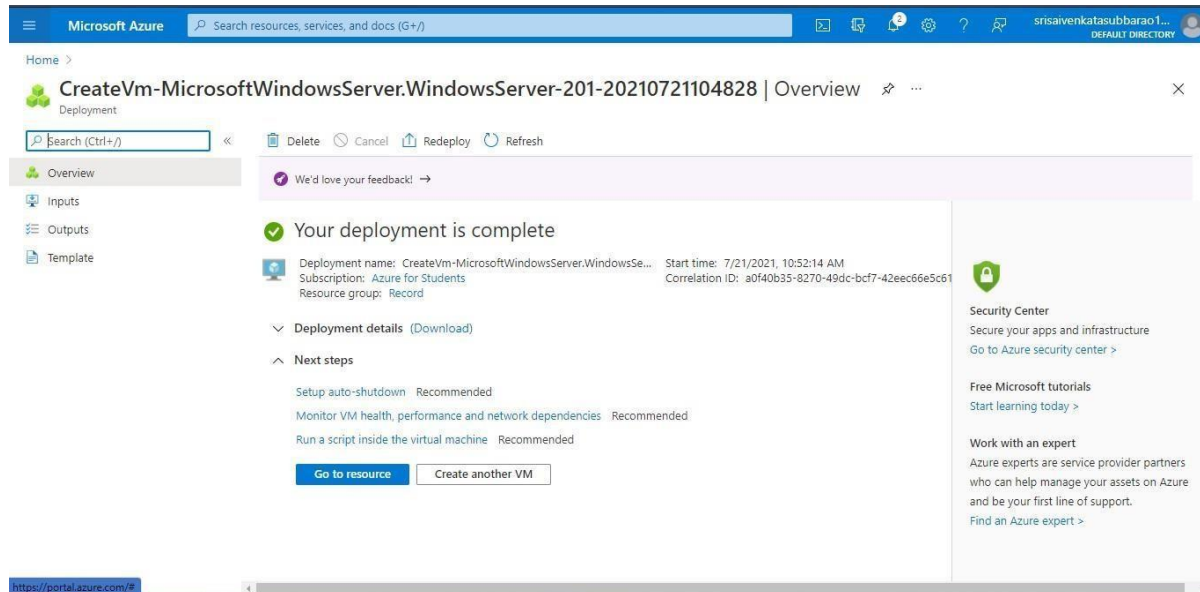 Microsoft Azure
Search resources, services, and docs (G+/)
2
srisaivenkatasubbarao1...
DEFAULT DIRECTORY
Home >
CreateVm-MicrosoftWindowsServer.WindowsServer-201-20210721104828 | Overview
Deployment
Search (Ctrl+/)
Delete Cancel Redeploy Refresh
Overview
Inputs
Outputs
Template
We'd love your feedback! →
Your deployment is complete
Deployment name: CreateVm-MicrosoftWindowsServer.WindowsSe... Start time: 7/21/2021, 10:52:14 AM
Subscription: Azure for Students Correlation ID: a0f40b35-8270-49dc-bcf7-42eec66e5c61
Resource group: Record
Deployment details (Download)
Next steps
Setup auto-shutdown Recommended
Monitor VM health, performance and network dependencies Recommended
Run a script inside the virtual machine Recommended
Go to resource Create another VM
Security Center
Secure your apps and infrastructure
Go to Azure security center >
Free Microsoft tutorials
Start learning today >
Work with an expert
Azure experts are service provider partners
who can help manage your assets on Azure
and be your first line of support.
Find an Azure expert >
https://portal.azure.com/#